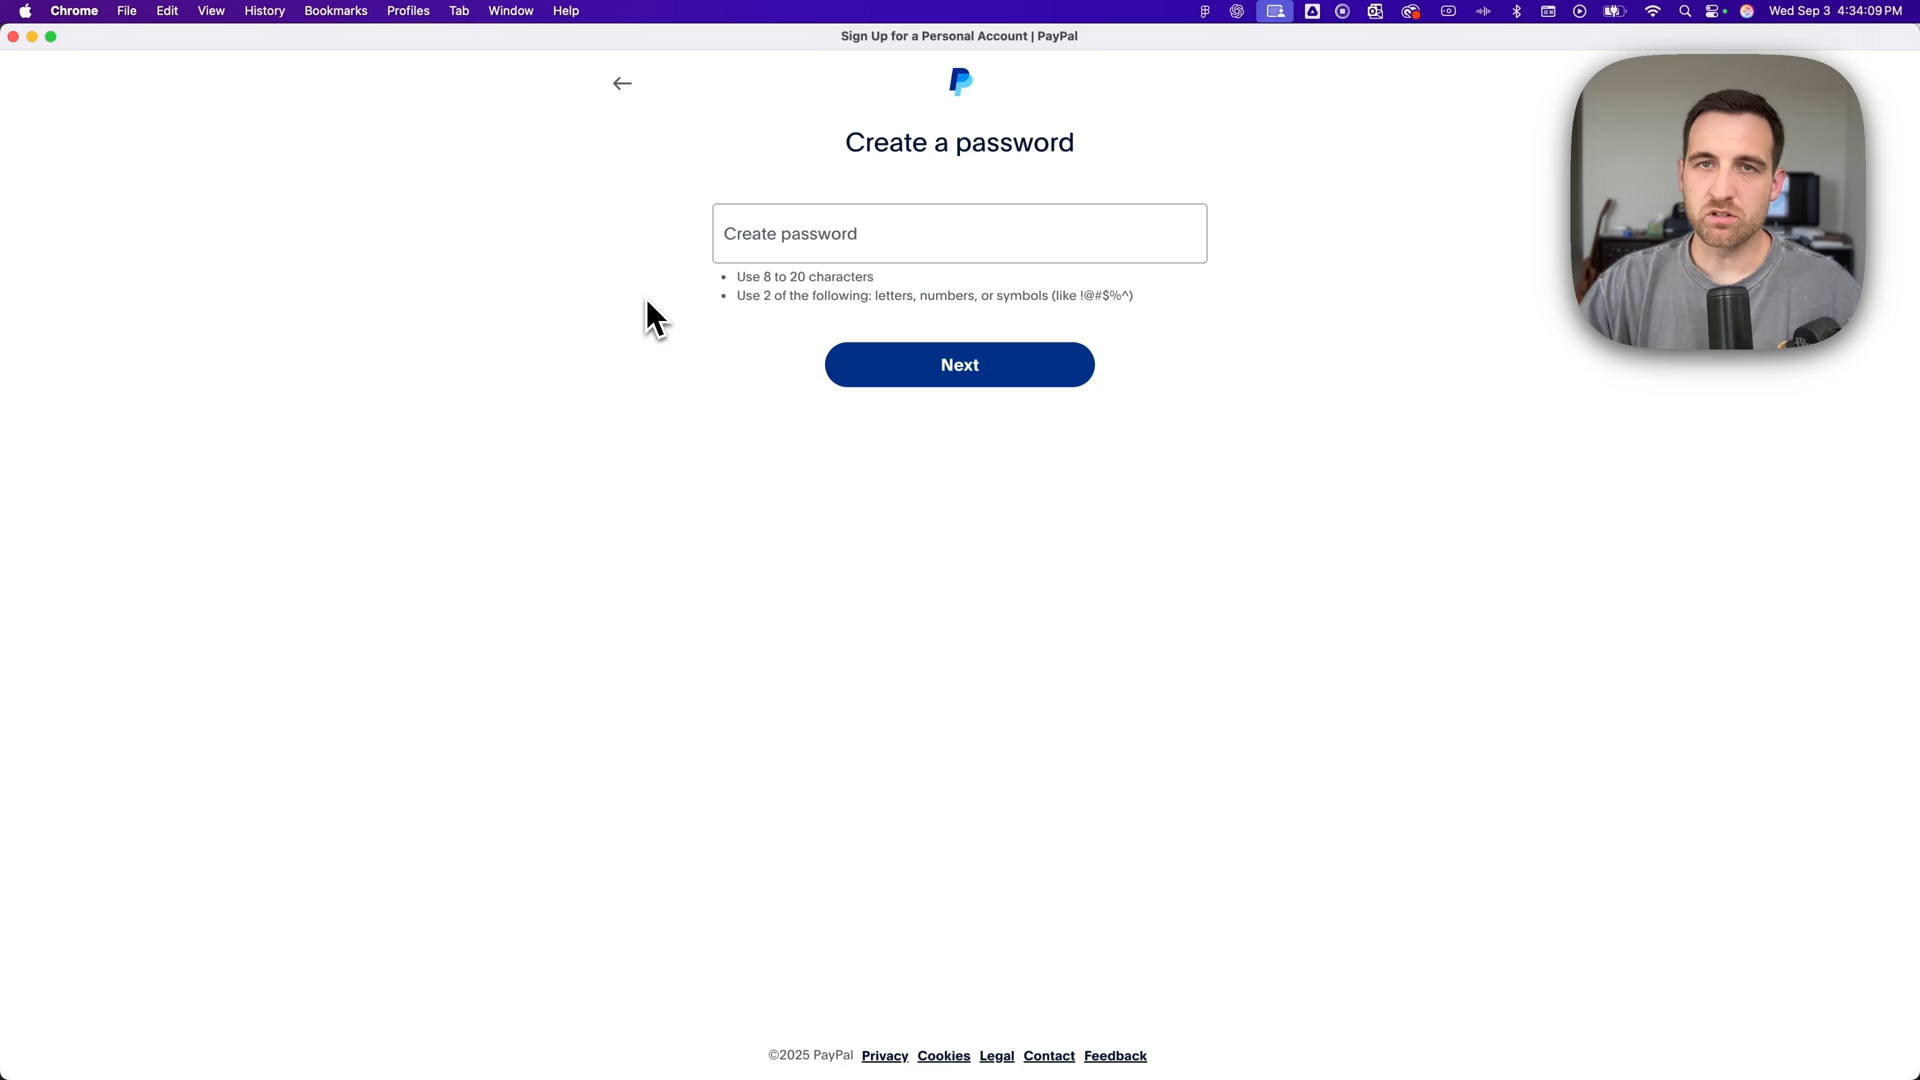 Chrome File Edit View History Bookmarks Profiles Tab Window Help Wed Sep 3 4:34:09 PM
Sign Up for a Personal Account | PayPal
Create a password
Create password
• Use 8 to 20 characters
• Use 2 of the following: letters, numbers, or symbols (like !@#$%^)
Next
©2025 PayPal Privacy Cookies Legal Contact Feedback